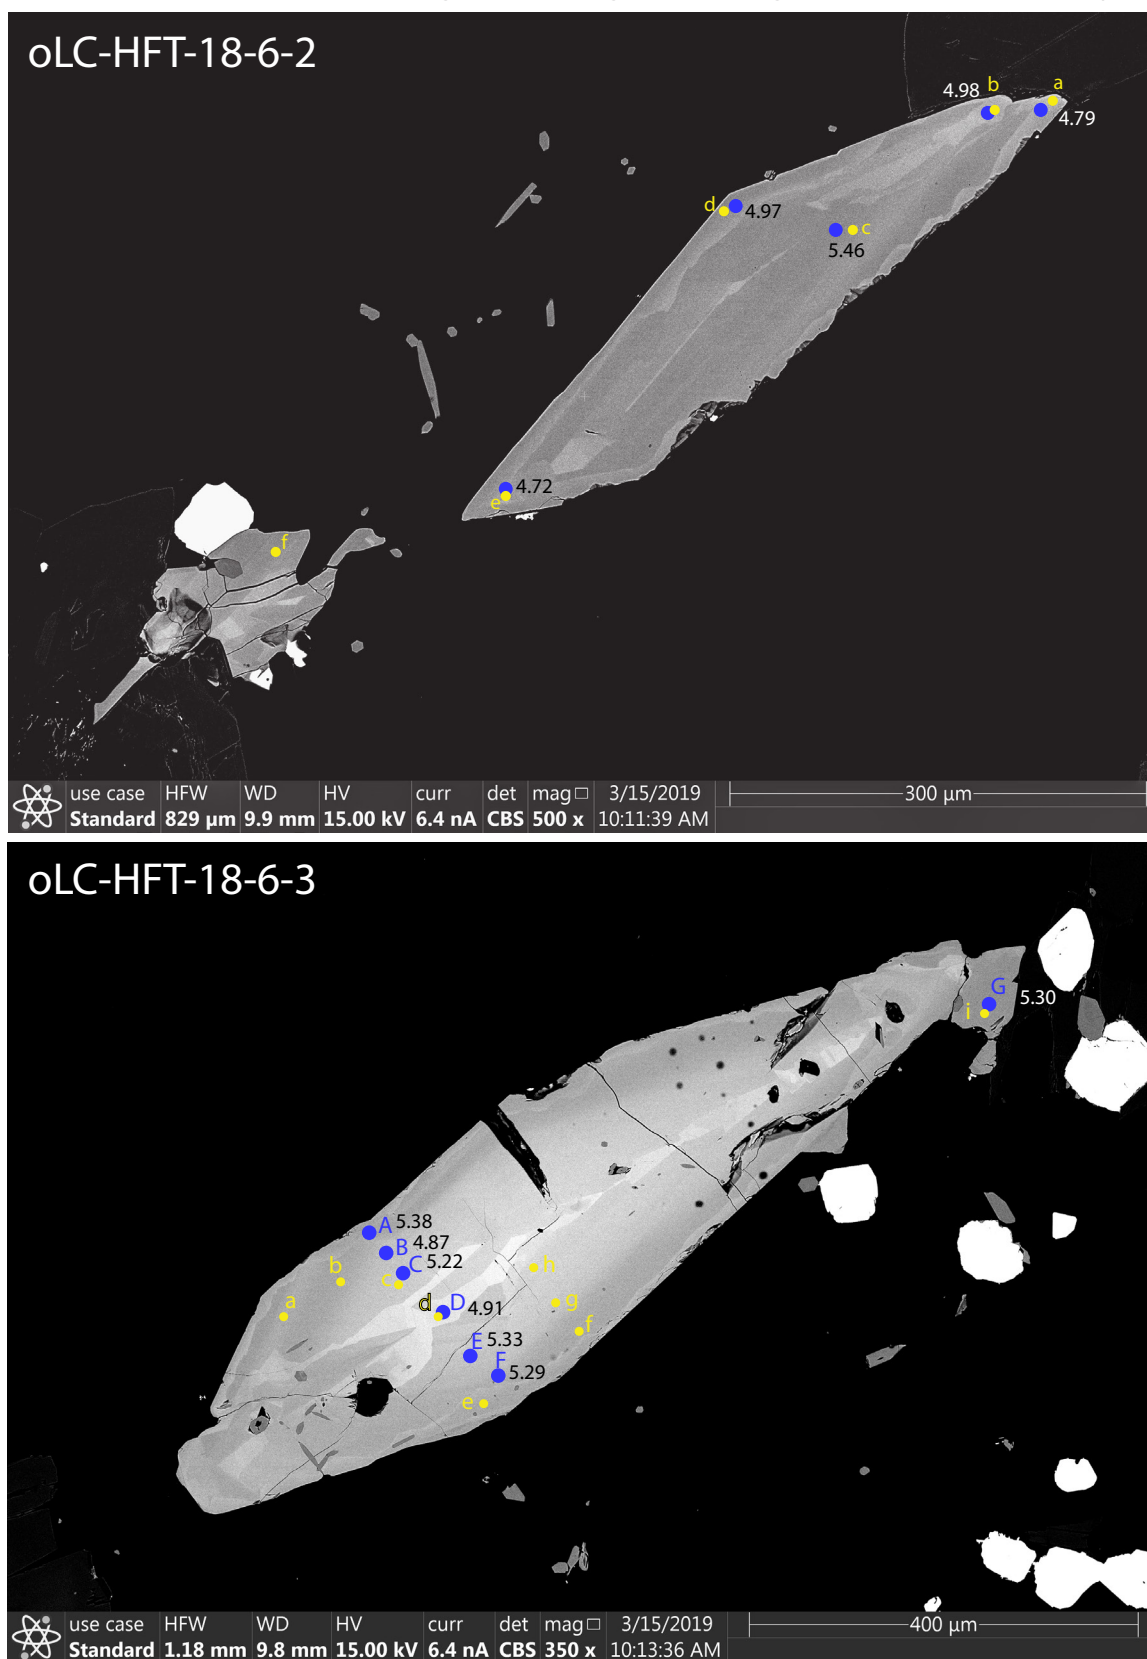 oLC-HFT-18-6-2
4.98 b a
4.79
d 4.97
c
5.46
4.72
e
f
use case HFW WD HV curr det mag□ 3/15/2019 300 µm
Standard 829 µm 9.9 mm 15.00 kV 6.4 nA CBS 500 x 10:11:39 AM
oLC-HFT-18-6-3
G 5.30
i
A 5.38
B 4.87
C 5.22
b c h
a d D 4.91 g
f
E 5.33
F 5.29
e
use case HFW WD HV curr det mag□ 3/15/2019 400 µm
Standard 1.18 mm 9.8 mm 15.00 kV 6.4 nA CBS 350 x 10:13:36 AM